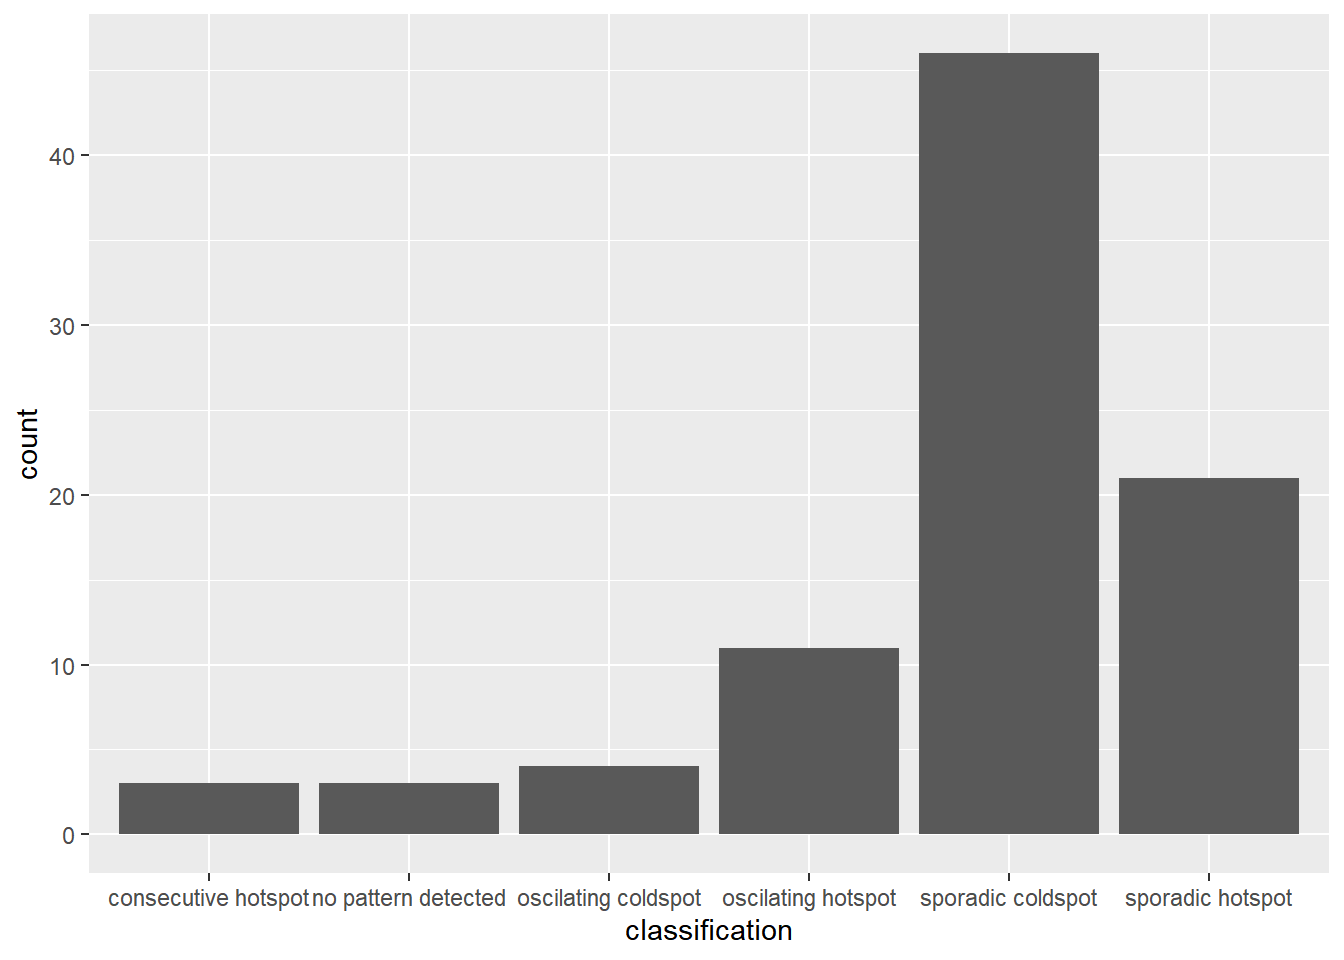 count
40
30
20
10
0
consecutive hotspot no pattern detected oscilating coldspot oscilating hotspot sporadic coldspot sporadic hotspot
classification